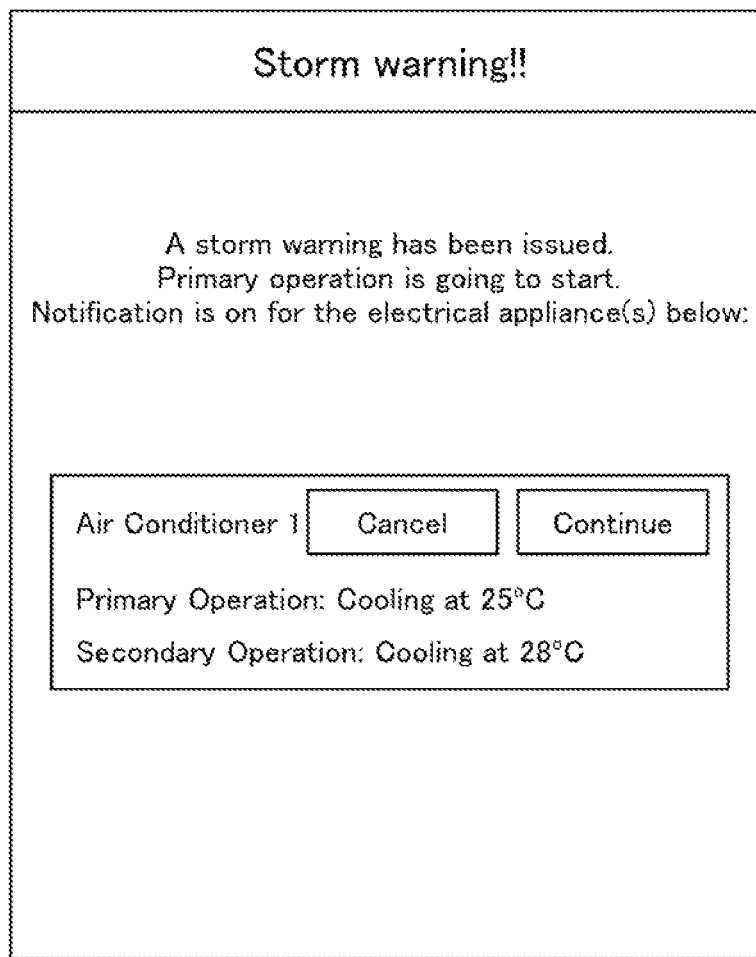 Storm warning!!
A storm warning has been issued.
Primary operation is going to start.
Notification is on for the electrical appliance(s) below:
Air Conditioner 1 Cancel Continue
Primary Operation: Cooling at 25°C
Secondary Operation: Cooling at 28°C